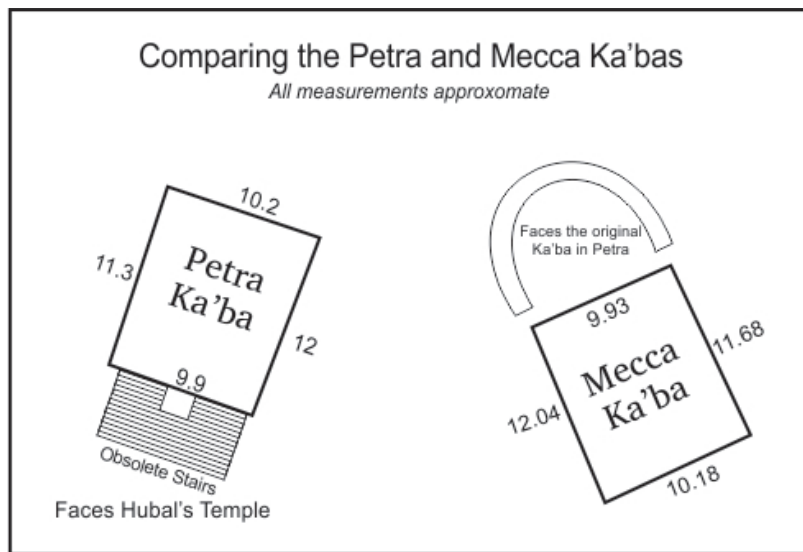 Comparing the Petra and Mecca Ka'bas
All measurements approxomate
10.2
11.3
Petra
Ka'ba
12
9.9
Obsolete Stairs
Faces Hubal's Temple
Faces the original
Ka'ba in Petra
9.93
11.68
Mecca
Ka'ba
12.04
10.18